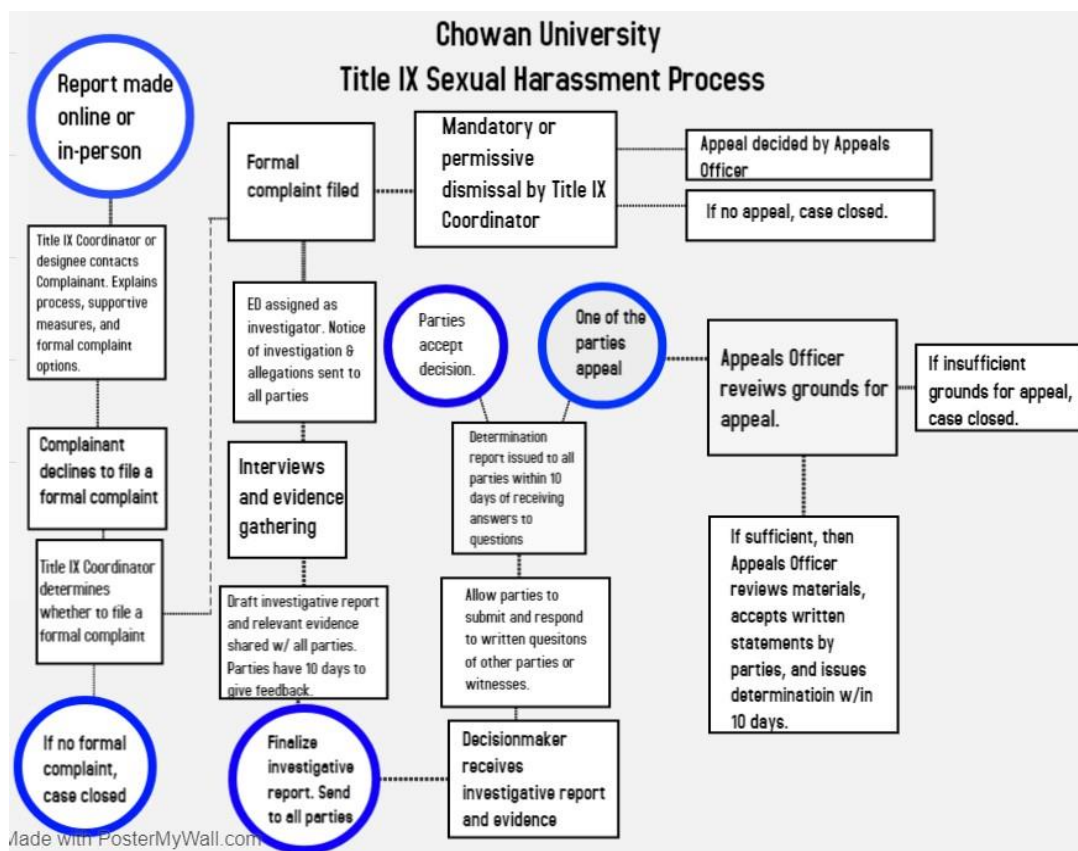 Chowan University
Title IX Sexual Harassment Process
Report made
online or
in-person
Title IX Coordinator or
designee contacts
Complainant. Explains
process, supportive
measures, and
formal complaint
options.
Complainant
declines to file a
formal complaint
Title IX Coordinator
determines
whether to file a
formal complaint
If no formal
complaint,
case closed
Formal
complaint filed
Mandatory or
permissive
dismissal by Title IX
Coordinator
Appeal decided by Appeals
Officer
If no appeal, case closed.
ED assigned as
investigator. Notice
of investigation &
allegations sent to
all parties
Interviews
and evidence
gathering
Draft investigative report
and relevant evidence
shared w/ all parties.
Parties have 10 days to
give feedback.
Finalize
investigative
report. Send
to all parties
Decisionmaker
receives
investigative report
and evidence
Allow parties to
submit and respond
to written quesitons
of other parties or
witnesses.
Determination
report issued to all
parties within 10
days of receiving
answers to
questions
Parties
accept
decision.
One of the
parties
appeal
Appeals Officer
reveiws grounds for
appeal.
If insufficient
grounds for appeal,
case closed.
If sufficient, then
Appeals Officer
reviews materials,
accepts written
statements by
parties, and issues
determinatioin w/in
10 days.
Made with PosterMyWall.com